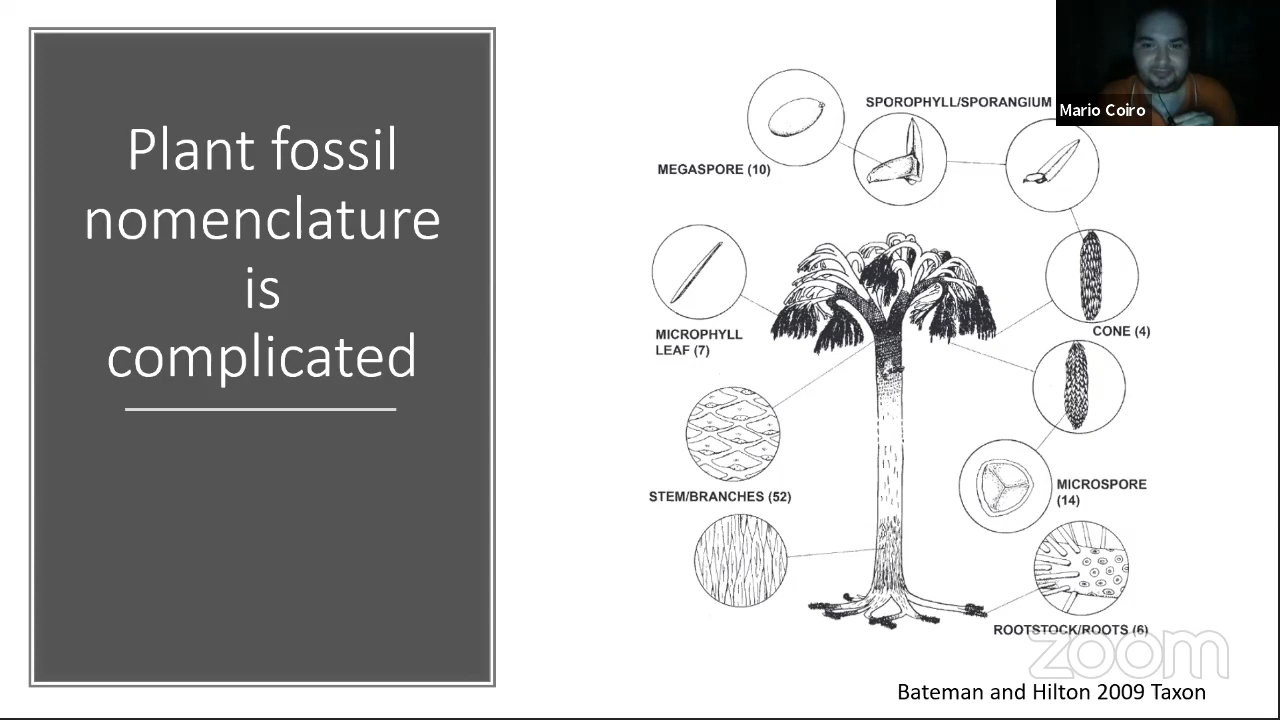 Plant fossil
nomenclature
is
complicated
SPOROPHYLL/SPORANGIUM
Mario Coiro
MEGASPORE (10)
MICROPHYLL
LEAF (7)
CONE (4)
STEM/BRANCHES (52)
MICROSPORE
(14)
ROOTSTOCK/ROOTS (6)
zoom
Bateman and Hilton 2009 Taxon